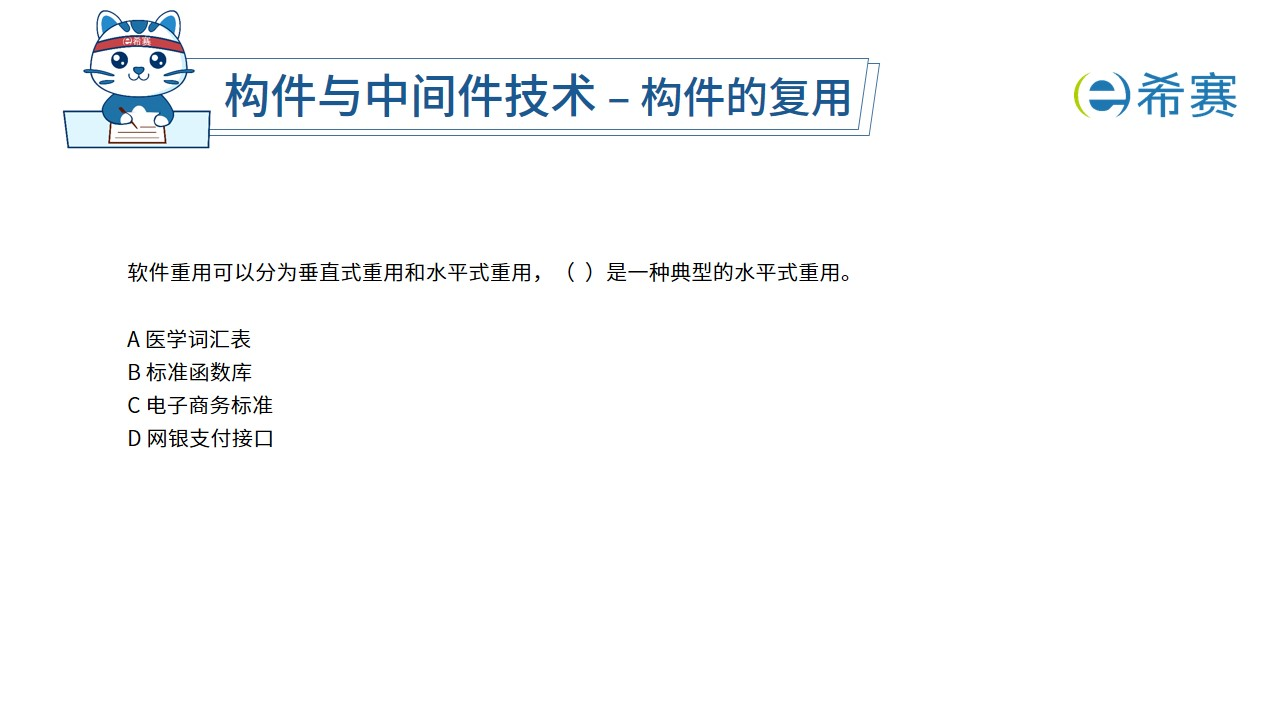 希赛
构件与中间件技术 – 构件的复用
希赛
软件重用可以分为垂直式重用和水平式重用，（ ）是一种典型的水平式重用。
A 医学词汇表
B 标准函数库
C 电子商务标准
D 网银支付接口